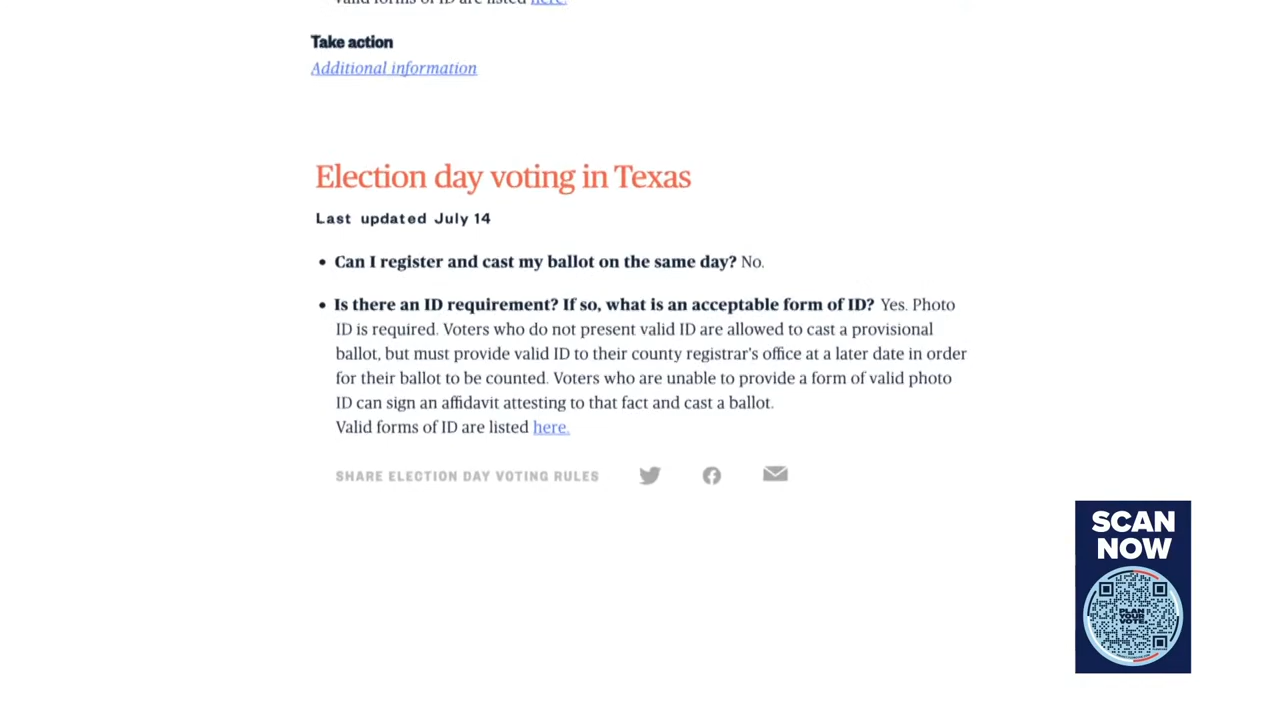 Valid forms of ID are listed here.
Take action
Additional information
Election day voting in Texas
Last updated July 14
• Can I register and cast my ballot on the same day? No.
• Is there an ID requirement? If so, what is an acceptable form of ID? Yes. Photo
ID is required. Voters who do not present valid ID are allowed to cast a provisional
ballot, but must provide valid ID to their county registrar's office at a later date in order
for their ballot to be counted. Voters who are unable to provide a form of valid photo
ID can sign an affidavit attesting to that fact and cast a ballot.
Valid forms of ID are listed here.
SHARE ELECTION DAY VOTING RULES
SCAN
NOW
PLAN
YOUR
VOTE.